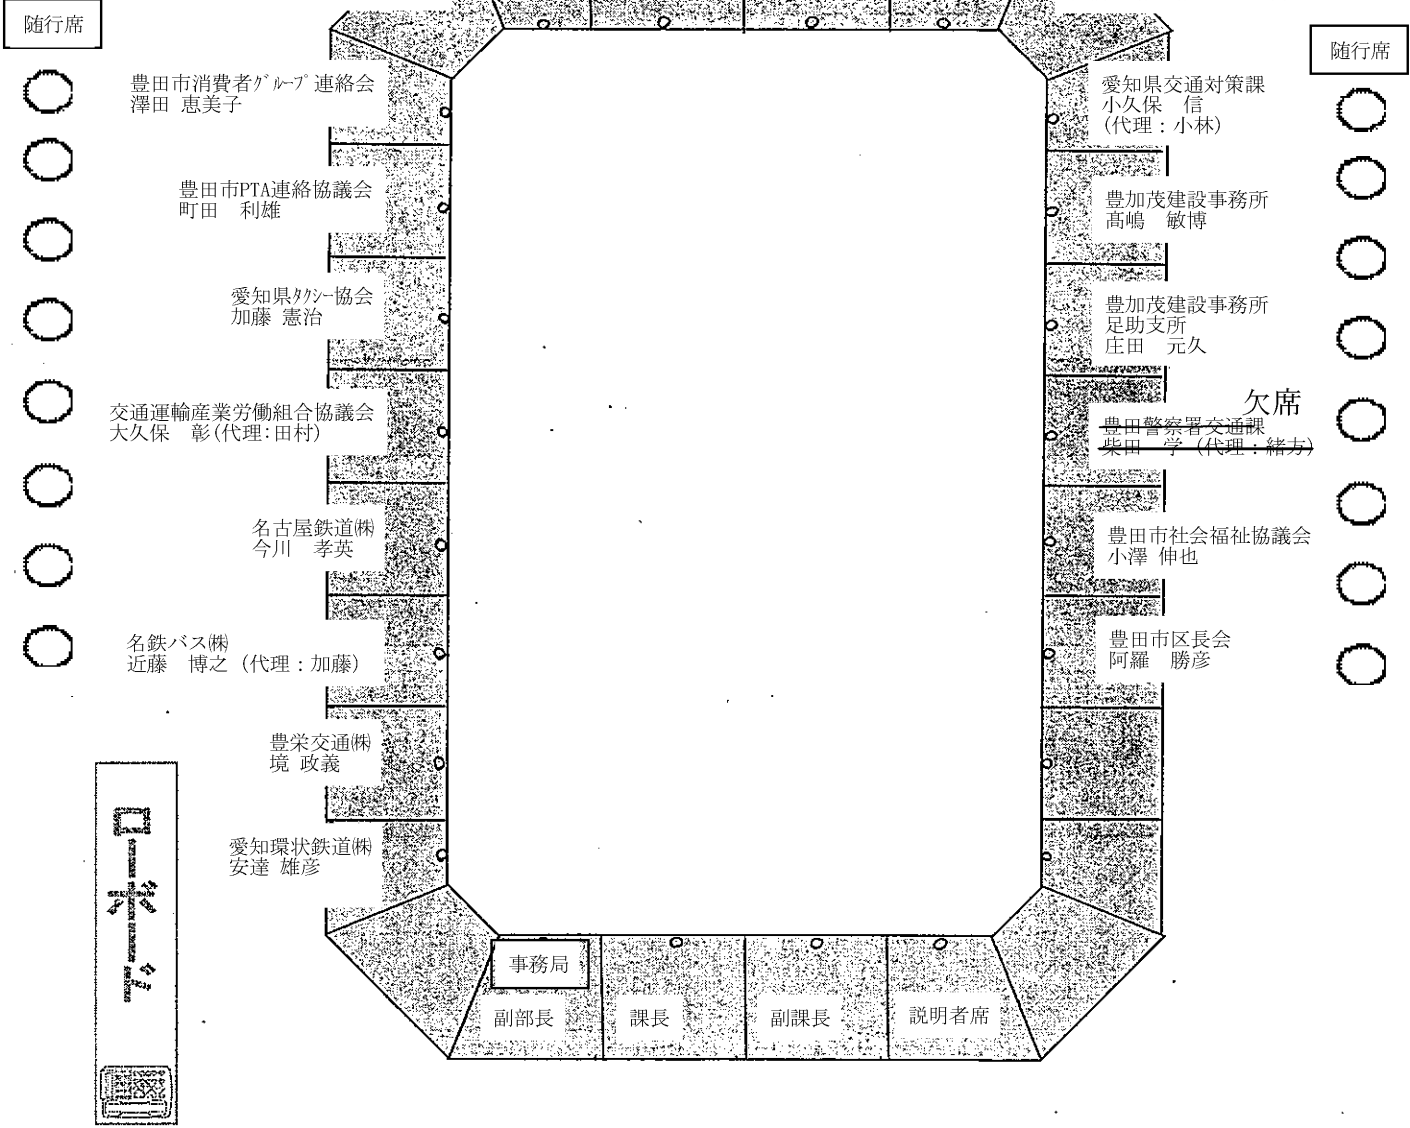 随行席
随行席
豊田市消費者ｸﾞﾙｰﾌﾟ連絡会
澤田 恵美子
豊田市PTA連絡協議会
町田　利雄
愛知県ﾀｸｼｰ協会
加藤 憲治
交通運輸産業労働組合協議会
大久保　彰(代理:田村)
名古屋鉄道㈱
今川　孝英
名鉄バス㈱
近藤　博之（代理：加藤）
豊栄交通㈱
境 政義
愛知環状鉄道㈱
安達 雄彦
愛知県交通対策課
小久保　信
(代理：小林)
豊加茂建設事務所
髙嶋　敏博
豊加茂建設事務所
足助支所
庄田　元久
欠席
豊田警察署交通課
柴田　学（代理：緒方）
豊田市社会福祉協議会
小澤 伸也
豊田市区長会
阿羅　勝彦
事務局
副部長
課長
副課長
説明者席
ロールボード